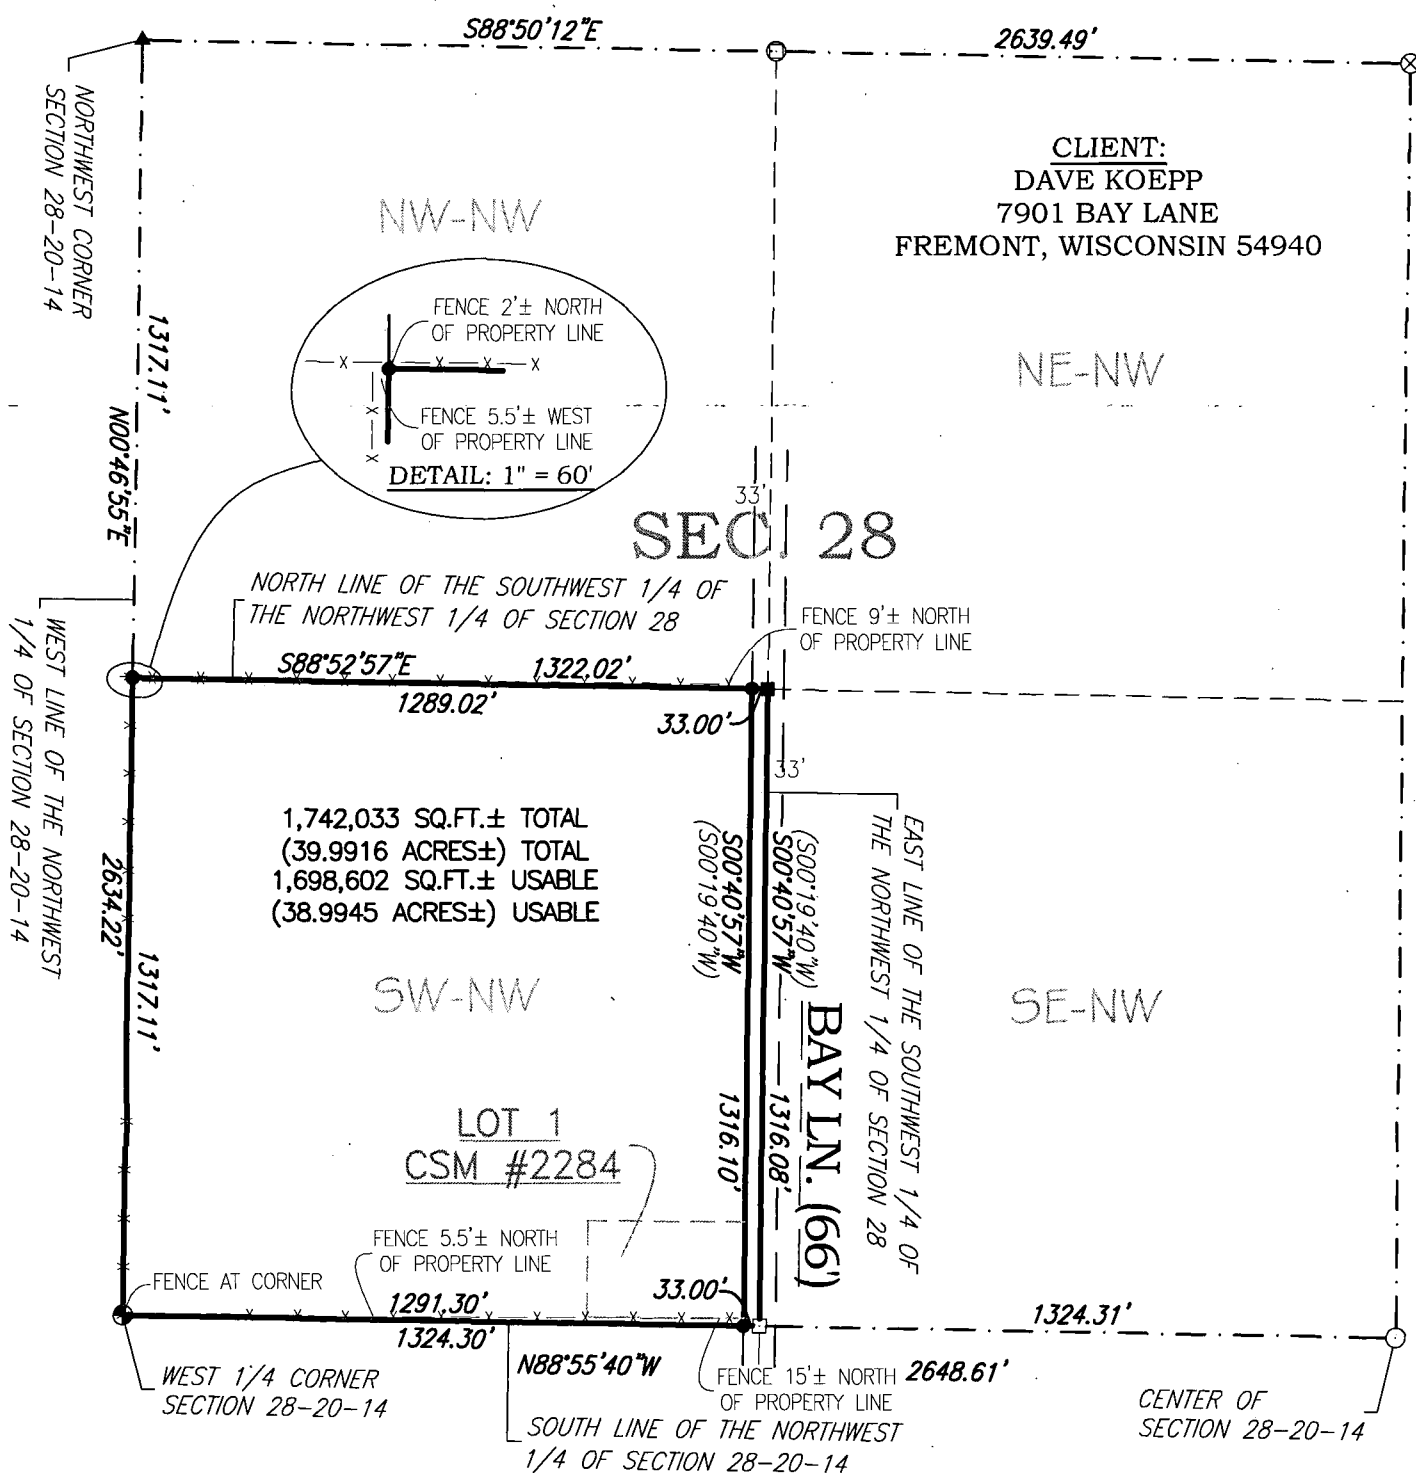 S88°50'12"E
2639.49'
NORTHWEST CORNER
SECTION 28-20-14
CLIENT:
DAVE KOEPP
7901 BAY LANE
FREMONT, WISCONSIN 54940
NW-NW
NE-NW
FENCE 2'± NORTH
OF PROPERTY LINE
FENCE 5.5'± WEST
OF PROPERTY LINE
DETAIL: 1" = 60'
1317.11'
N00°46'55"E
33'
SEC. 28
NORTH LINE OF THE SOUTHWEST 1/4 OF
THE NORTHWEST 1/4 OF SECTION 28
FENCE 9'± NORTH
OF PROPERTY LINE
WEST LINE OF THE NORTHWEST
1/4 OF SECTION 28-20-14
S88°52'57"E
1322.02'
1289.02'
33.00'
33'
1,742,033 SQ.FT.± TOTAL
(39.9916 ACRES±) TOTAL
1,698,602 SQ.FT.± USABLE
(38.9945 ACRES±) USABLE
S00°40'57"W
(S00°19'40"W)
(S00°19'40"W)
S00°40'57"W
EAST LINE OF THE SOUTHWEST 1/4 OF
THE NORTHWEST 1/4 OF SECTION 28
2634.22'
1317.11'
SW-NW
SE-NW
BAY LN. (66')
1316.10'
1316.08'
LOT 1
CSM #2284
FENCE 5.5'± NORTH
OF PROPERTY LINE
FENCE AT CORNER
1291.30'
33.00'
1324.30'
1324.31'
N88°55'40"W
2648.61'
FENCE 15'± NORTH
OF PROPERTY LINE
WEST 1/4 CORNER
SECTION 28-20-14
SOUTH LINE OF THE NORTHWEST
1/4 OF SECTION 28-20-14
CENTER OF
SECTION 28-20-14